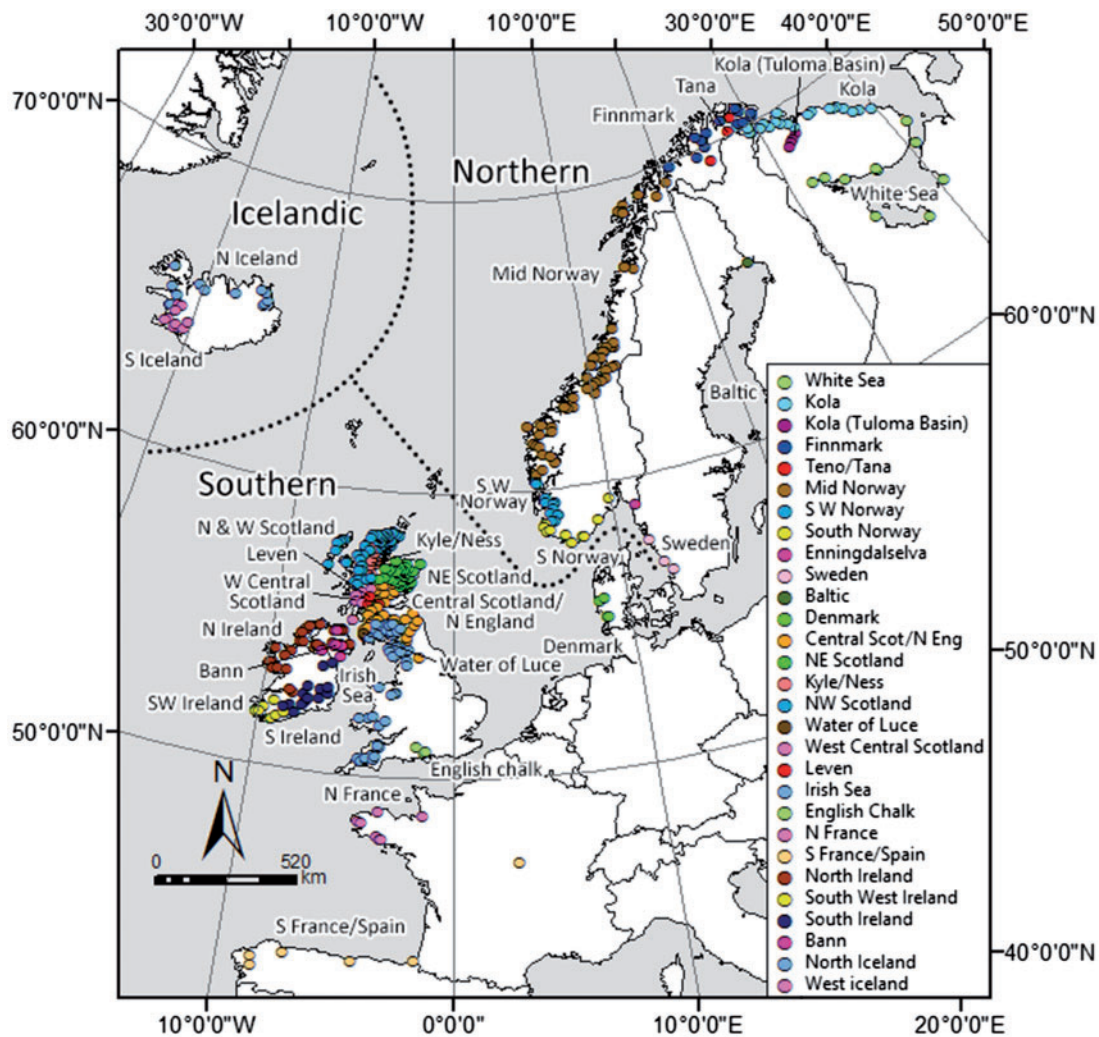 30°0'0"W
10°0'0"W
10°0'0"E
30°0'0"E
40°0'0"E
50°0'0"E
70°0'0"N
60°0'0"N
50°0'0"N
60°0'0"N
50°0'0"N
40°0'0"N
10°0'0"W
0°0'0"
10°0'0"E
20°0'0"E
Kola (Tuloma Basin)
Tana
Kola
Finnmark
Northern
White Sea
Icelandic
N Iceland
Mid Norway
S Iceland
Baltic
Southern
S W
Norway
N & W Scotland
Kyle/Ness
Leven
S Norway
Sweden
NE Scotland
W Central
Scotland
Central Scotland/
N England
N Ireland
Denmark
Bann
Water of Luce
Irish
Sea
SW Ireland
S Ireland
English chalk
N France
N
0
520
km
S France/Spain
White Sea
Kola
Kola (Tuloma Basin)
Finnmark
Teno/Tana
Mid Norway
S W Norway
South Norway
Enningdalselva
Sweden
Baltic
Denmark
Central Scot/N Eng
NE Scotland
Kyle/Ness
NW Scotland
Water of Luce
West Central Scotland
Leven
Irish Sea
English Chalk
N France
S France/Spain
North Ireland
South West Ireland
South Ireland
Bann
North Iceland
West iceland